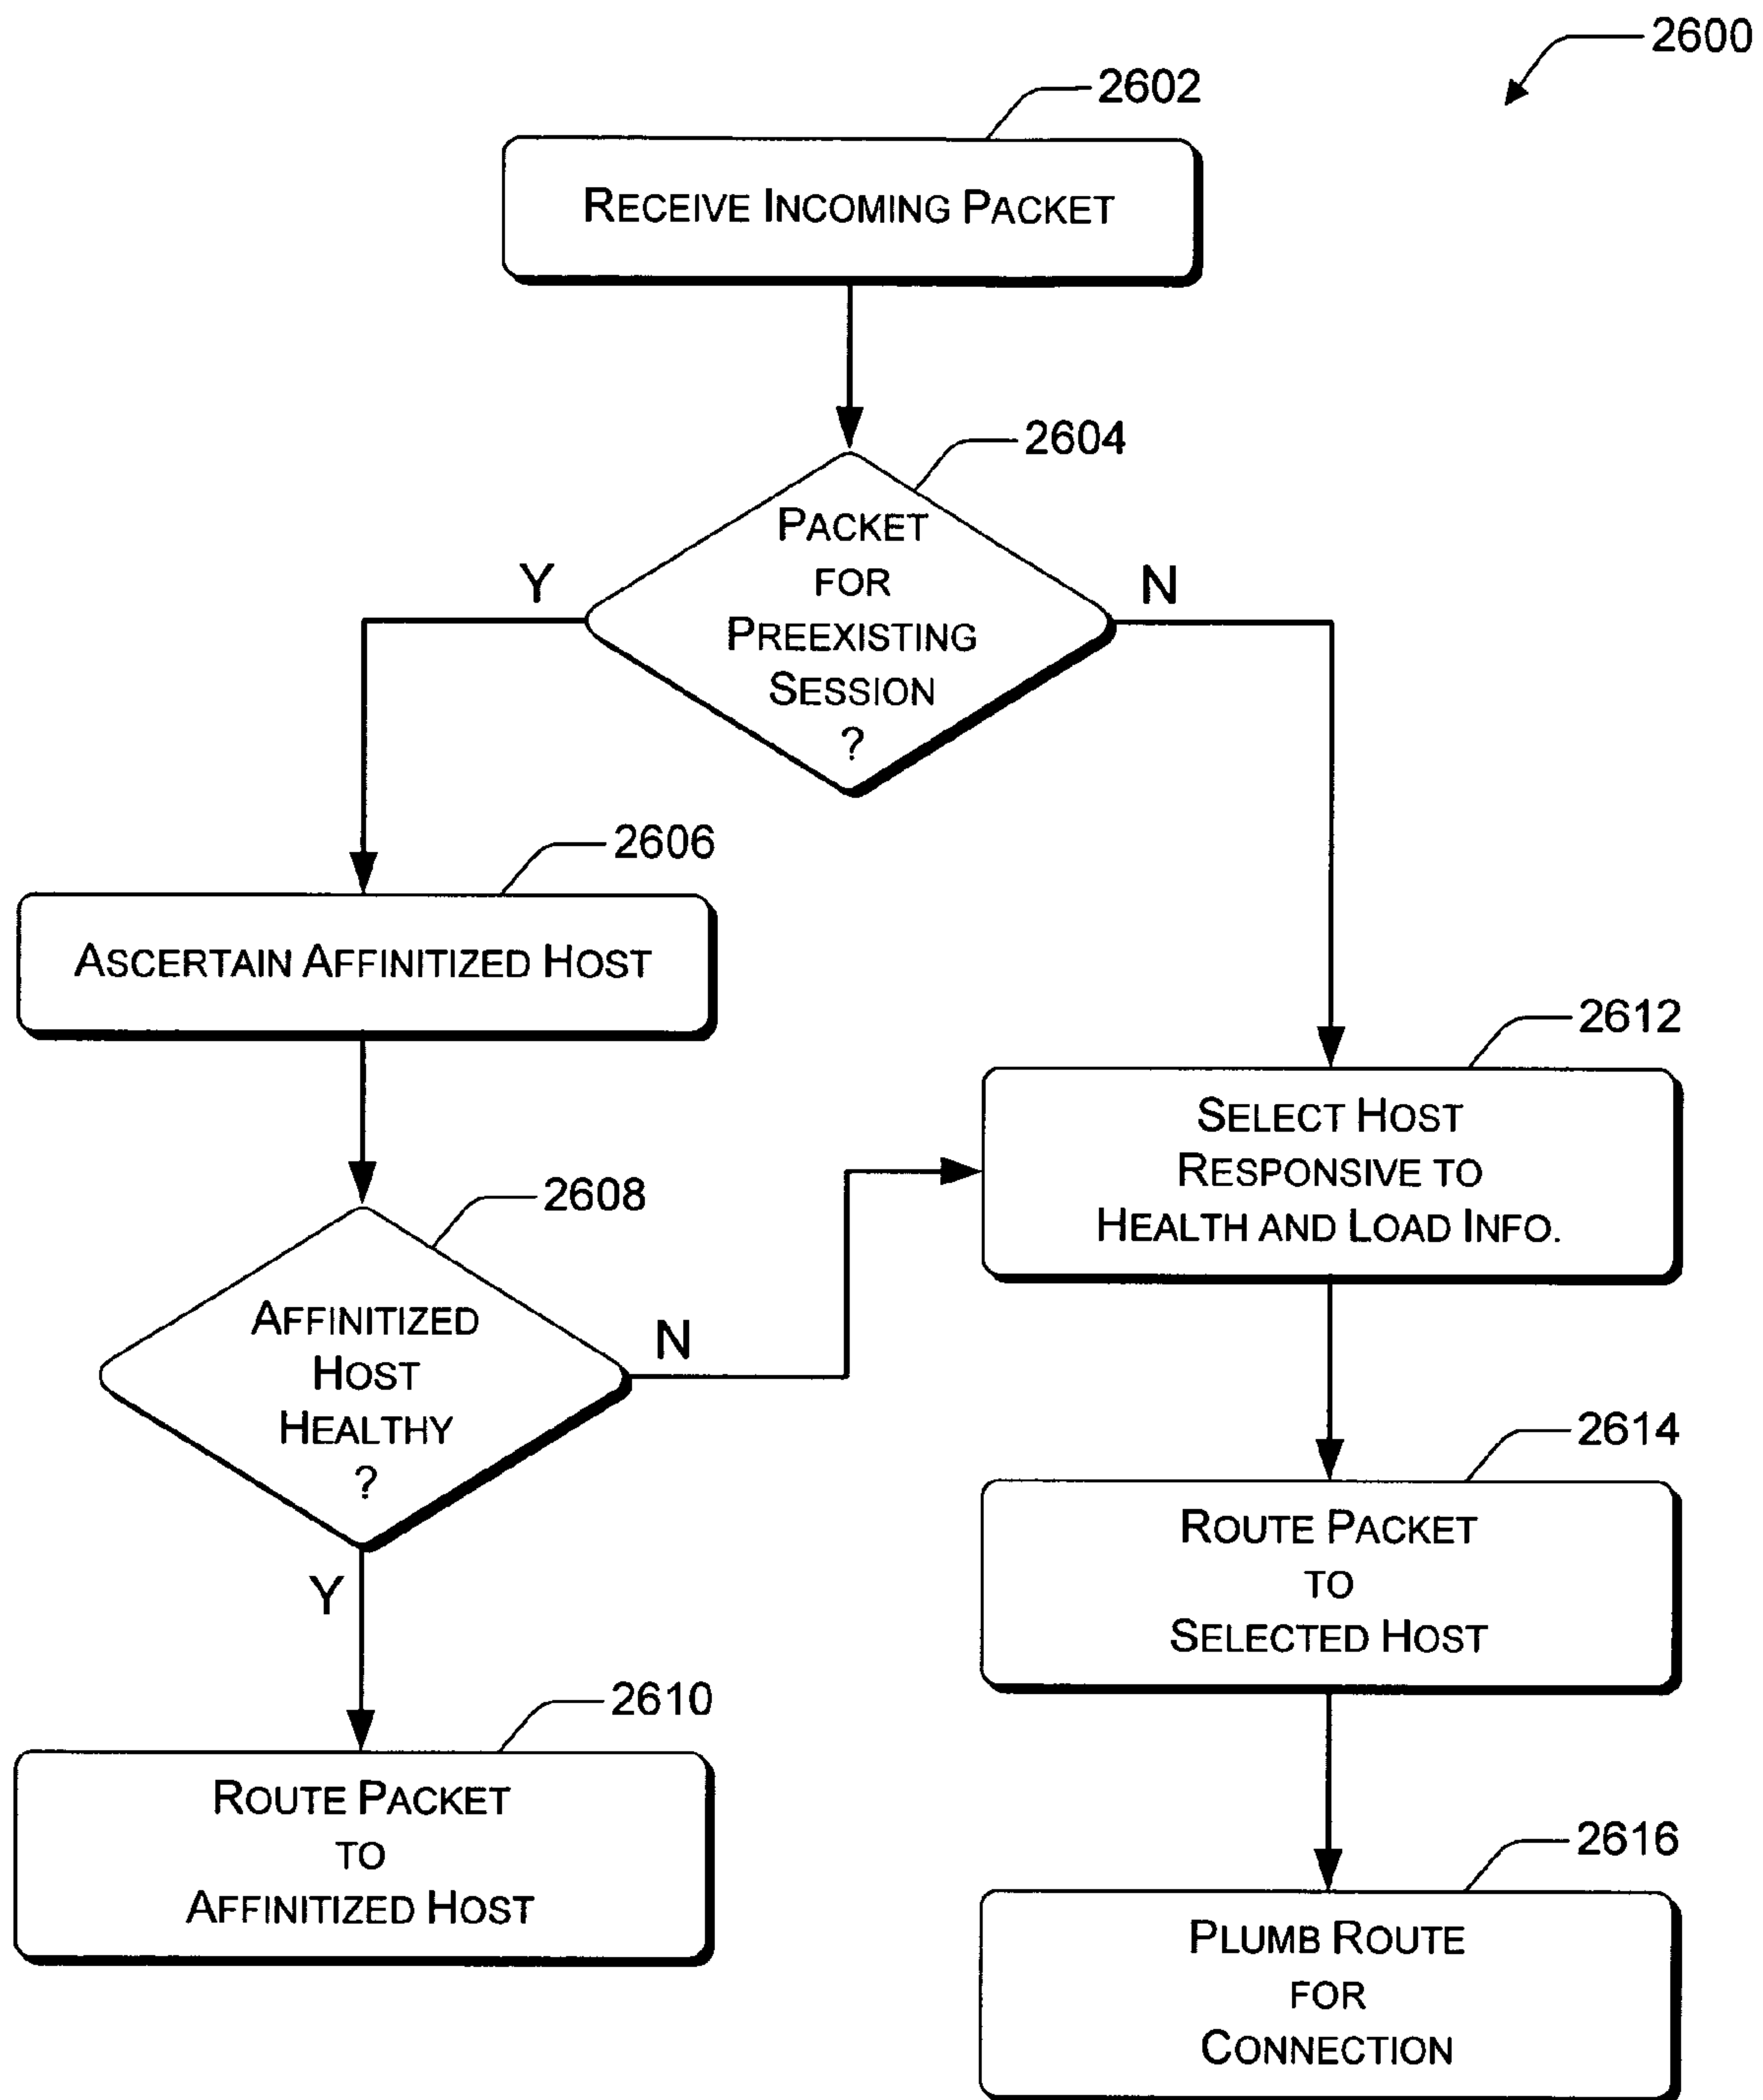 2600
2602
RECEIVE INCOMING PACKET
2604
PACKET
FOR
PREEXISTING
SESSION
?
Y
N
2606
ASCERTAIN AFFINITIZED HOST
2612
SELECT HOST
RESPONSIVE TO
HEALTH AND LOAD INFO.
2608
AFFINITIZED
HOST
HEALTHY
?
N
Y
2614
ROUTE PACKET
TO
SELECTED HOST
2610
ROUTE PACKET
TO
AFFINITIZED HOST
2616
PLUMB ROUTE
FOR
CONNECTION